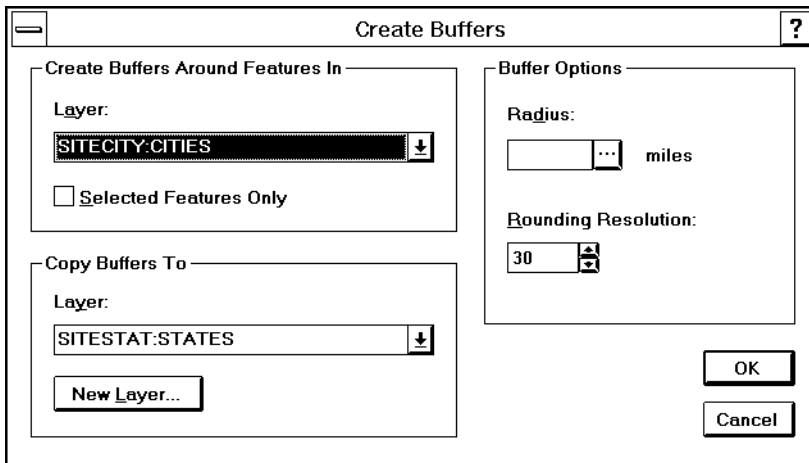 Create Buffers
?
Create Buffers Around Features In
Layer:
SITECITY:CITIES
Selected Features Only
Copy Buffers To
Layer:
SITESTAT:STATES
New Layer...
Buffer Options
Radius:
... miles
Rounding Resolution:
30
OK
Cancel